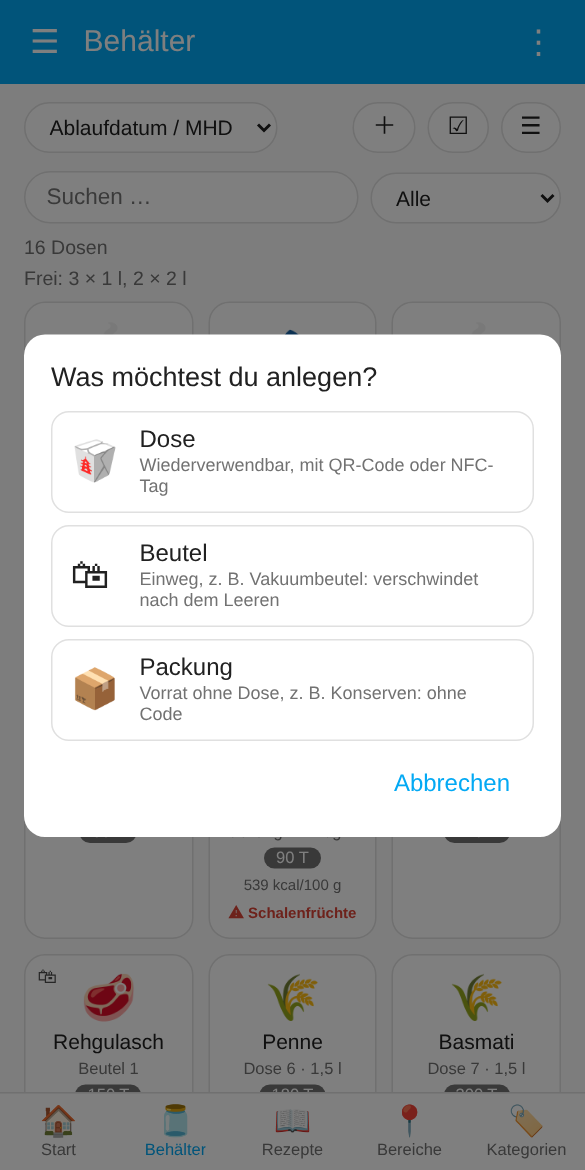 Behälter
Ablaufdatum / MHD
Suchen …
Alle
16 Dosen
Frei: 3 × 1 l, 2 × 2 l
Was möchtest du anlegen?
Dose
Wiederverwendbar, mit QR-Code oder NFC-
Tag
Beutel
Einweg, z. B. Vakuumbeutel: verschwindet
nach dem Leeren
Packung
Vorrat ohne Dose, z. B. Konserven: ohne
Code
Abbrechen
90 T
539 kcal/100 g
Schalenfrüchte
Rehgulasch
Penne
Basmati
Beutel 1
Dose 6 · 1,5 l
Dose 7 · 1,5 l
Start
Behälter
Rezepte
Bereiche
Kategorien